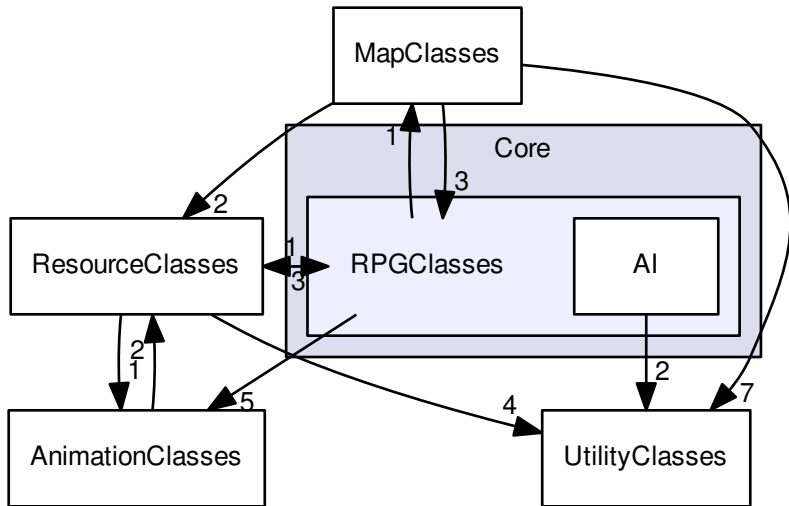 MapClasses
1
Core
3
2
7
ResourceClasses
1
3
RPGClasses
AI
2
1
5
4
2
AnimationClasses
UtilityClasses